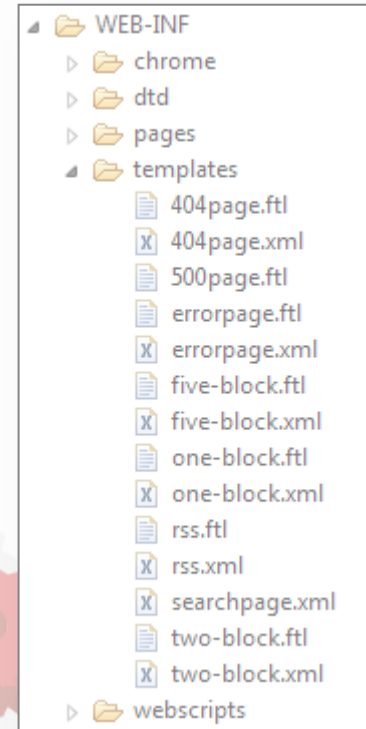 WEB-INF
chrome
dtd
pages
templates
404page.ftl
404page.xml
500page.ftl
errorpage.ftl
errorpage.xml
five-block.ftl
five-block.xml
one-block.ftl
one-block.xml
rss.ftl
rss.xml
searchpage.xml
two-block.ftl
two-block.xml
webscripts